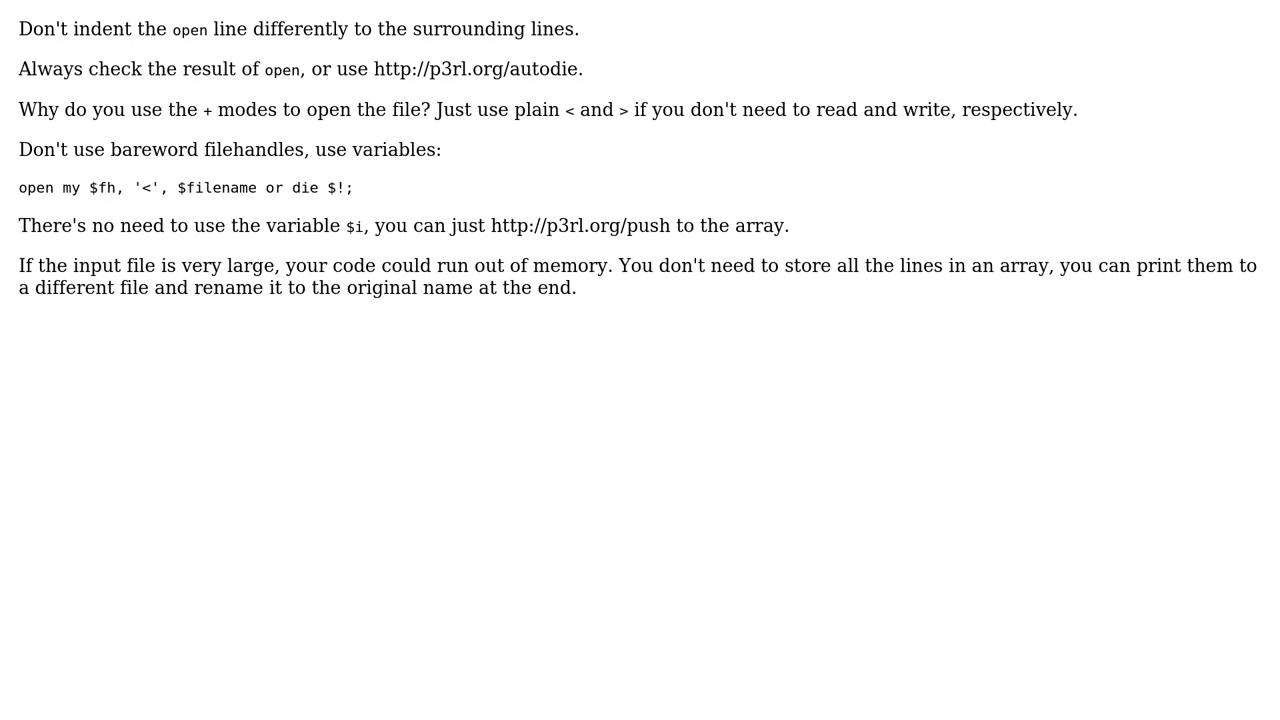 Don't indent the open line differently to the surrounding lines.
Always check the result of open, or use http://p3rl.org/autodie.
Why do you use the + modes to open the file? Just use plain < and > if you don't need to read and write, respectively.
Don't use bareword filehandles, use variables:
open my $fh, '<', $filename or die $!;
There's no need to use the variable $i, you can just http://p3rl.org/push to the array.
If the input file is very large, your code could run out of memory. You don't need to store all the lines in an array, you can print them to
a different file and rename it to the original name at the end.